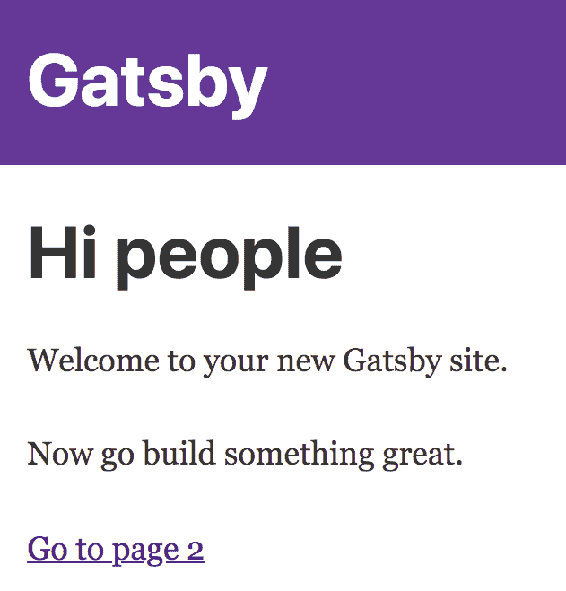 Gatsby
Hi people
Welcome to your new Gatsby site.
Now go build something great.
Go to page 2